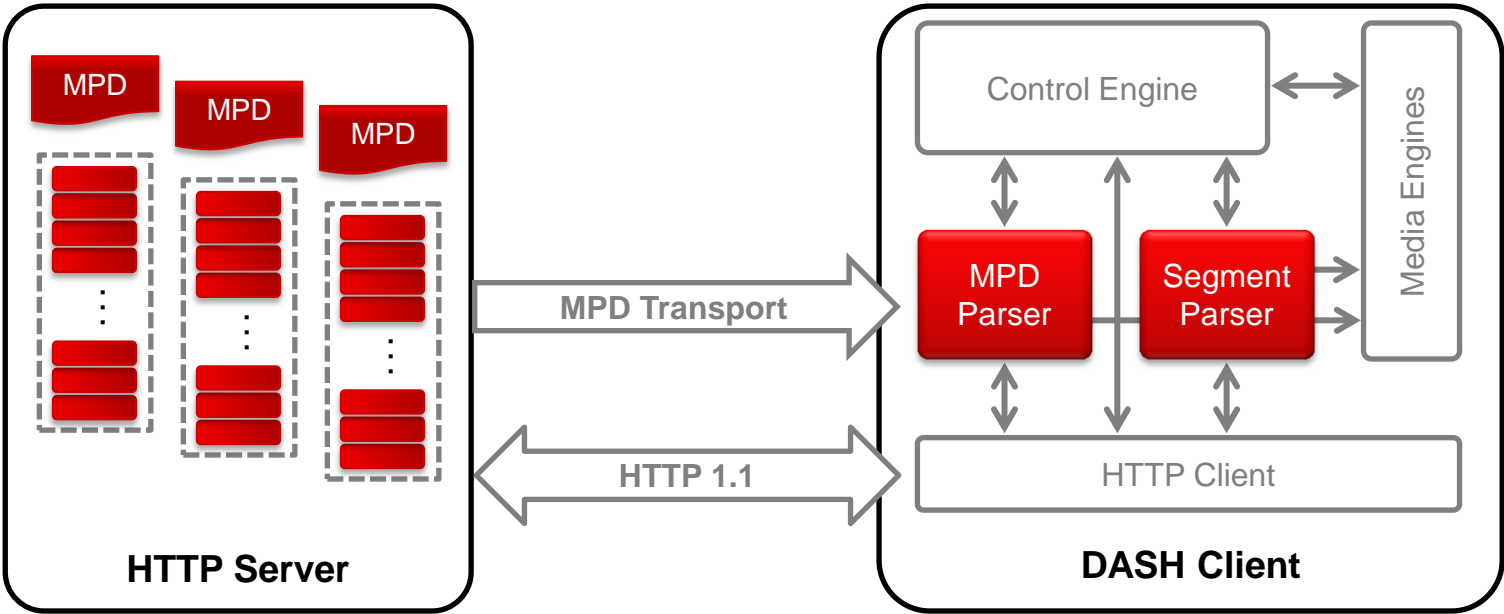 MPD
MPD
MPD
HTTP Server
MPD Transport
HTTP 1.1
Control Engine
Media Engines
MPD
Parser
Segment
Parser
HTTP Client
DASH Client